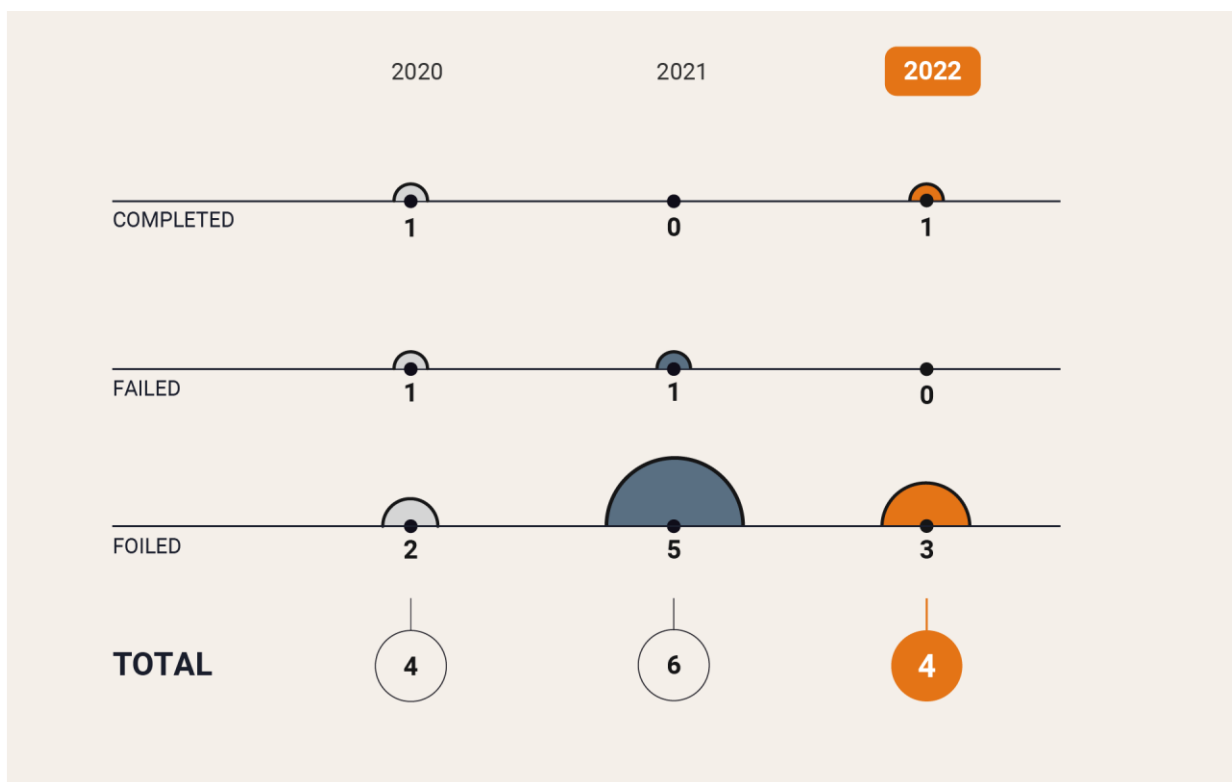 2020 2021 2022
COMPLETED
1 0 1
FAILED
1 1 0
FOILED
2 5 3
TOTAL 4 6 4